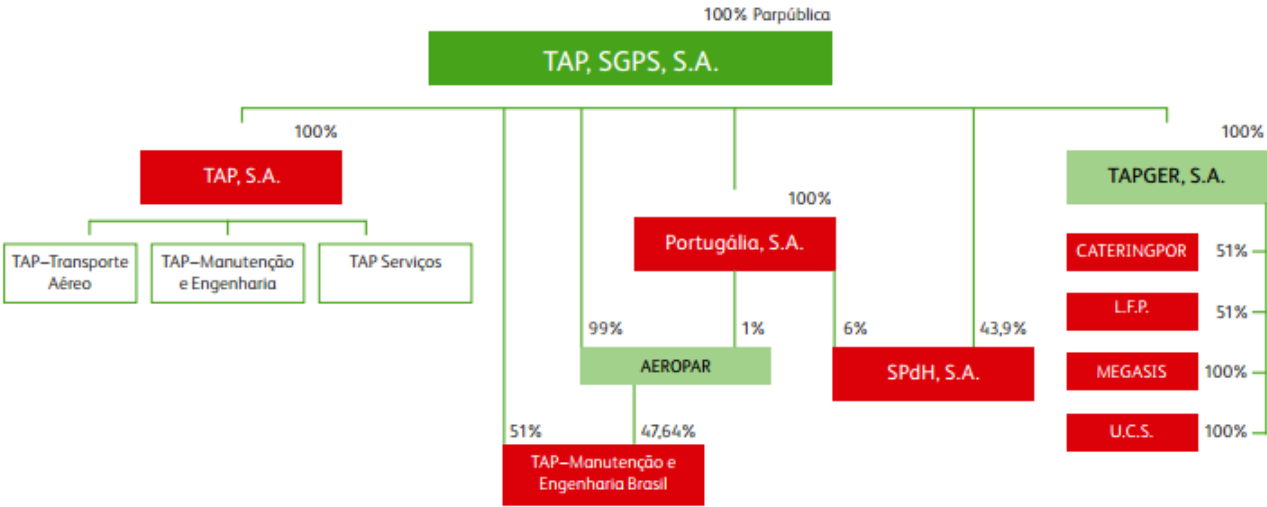 100% Parpública
TAP, SGPS, S.A.
100%
TAP, S.A.
TAP–Transporte
Aéreo
TAP–Manutenção
e Engenharia
TAP Serviços
100%
Portugália, S.A.
99%
1%
AEROPAR
6%
43,9%
SPdH, S.A.
51%
47,64%
TAP–Manutenção e
Engenharia Brasil
100%
TAPGER, S.A.
CATERINGPOR 51%
L.F.P. 51%
MEGASIS 100%
U.C.S. 100%